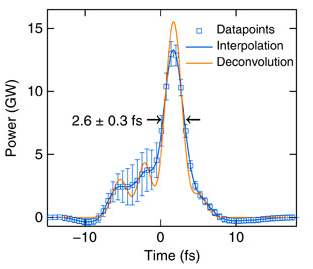 15
10
5
0
Power (GW)
Datapoints
Interpolation
Deconvolution
2.6 ± 0.3 fs
−10
0
10
Time (fs)